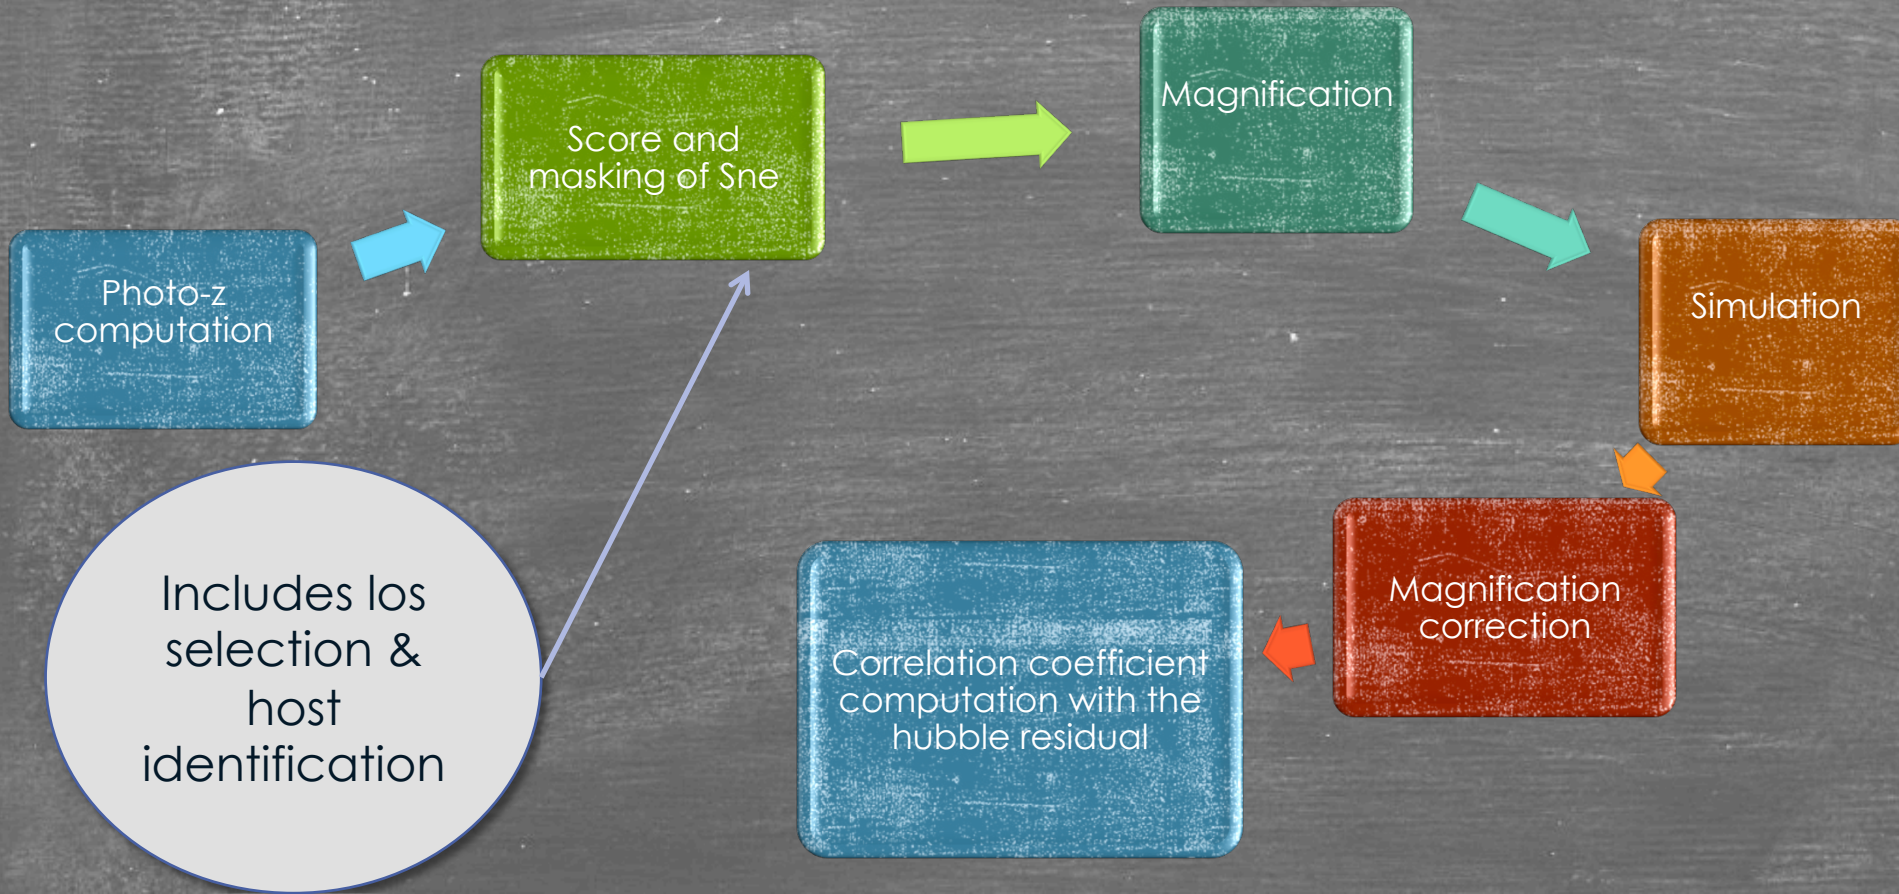 Photo-z
computation
Score and
masking of Sne
Magnification
Simulation
Magnification
correction
Correlation coefficient
computation with the
hubble residual
Includes los
selection &
host
identification